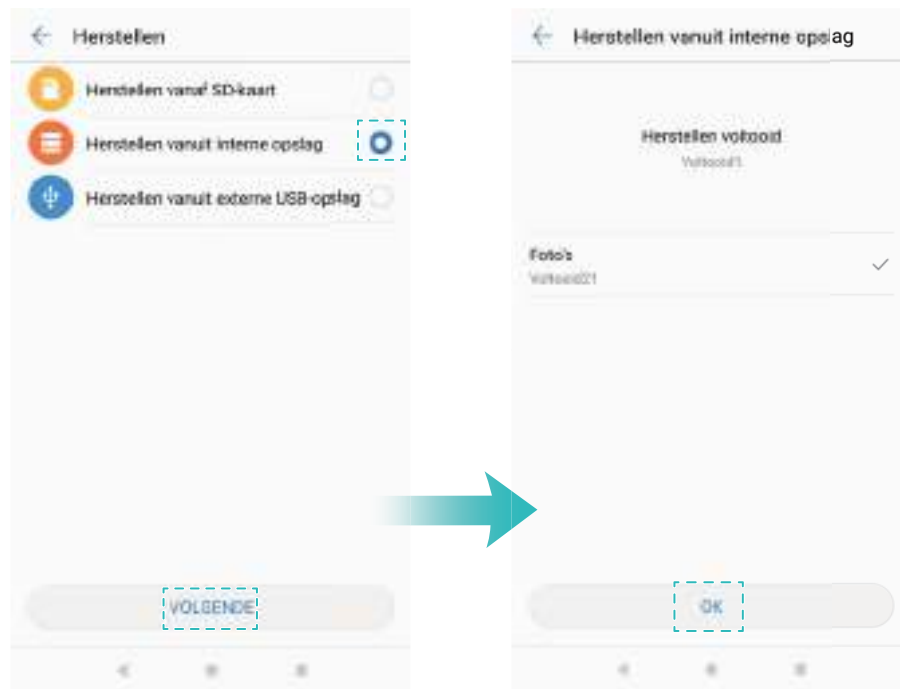 Herstellen
Herstellen vanaf SD-kaart
Herstellen vanuit interne opslag
Herstellen vanuit externe USB-opslag
VOLGENDE
Herstellen vanuit interne opslag
Herstellen voltooid
Foto's
OK